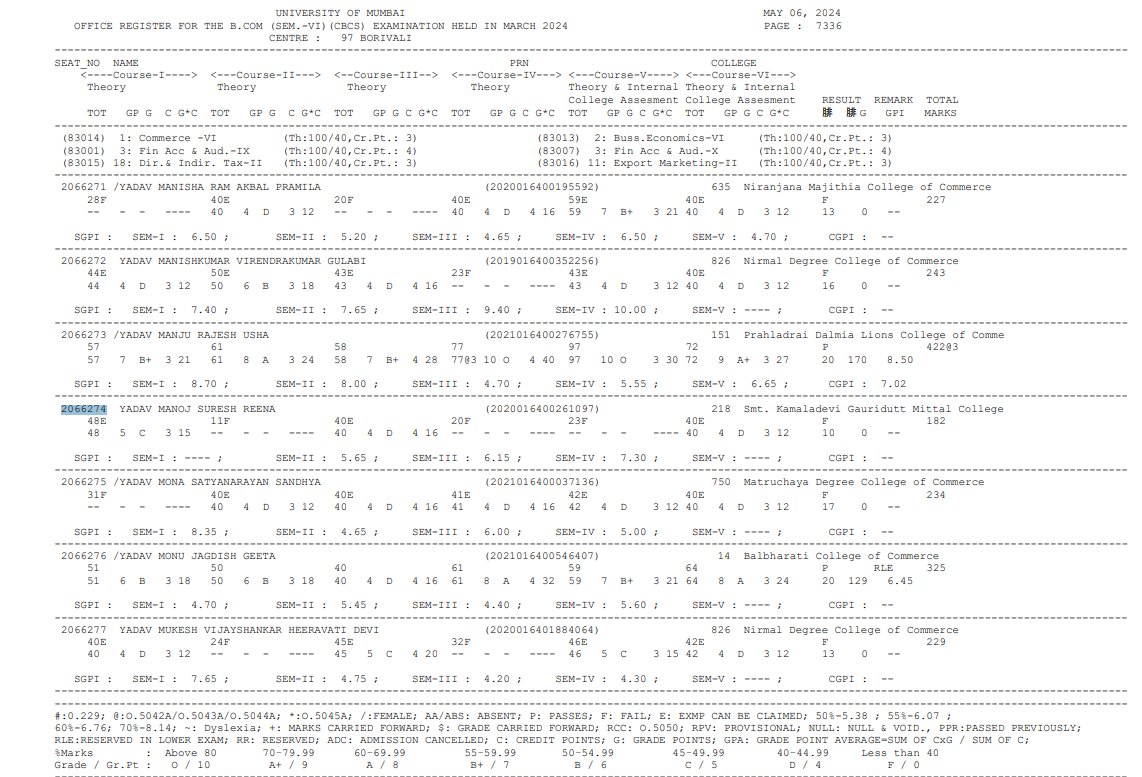 UNIVERSITY OF MUMBAI MAY 06, 2024
OFFICE REGISTER FOR THE B.COM (SEM.-VI)(CBCS) EXAMINATION HELD IN MARCH 2024 PAGE : 7336
CENTRE : 97 BORIVALI
SEAT_NO NAME PRN COLLEGE
<----Course-I----> <---Course-II---> <--Course-III--> <----Course-IV---> <---Course-V----> <---Course-VI--->
Theory Theory Theory Theory Theory & Internal Theory & Internal
College Assesment College Assesment RESULT REMARK TOTAL
TOT GP G C G*C TOT GP G C G*C TOT GP G C G*C TOT GP G C G*C TOT GP G C G*C TOT GP G C G*C G GPI MARKS
(83014) 1: Commerce -VI (Th:100/40,Cr.Pt.: 3) (83013) 2: Buss.Economics-VI (Th:100/40,Cr.Pt.: 3)
(83001) 3: Fin Acc & Aud.-IX (Th:100/40,Cr.Pt.: 4) (83007) 3: Fin Acc & Aud.-X (Th:100/40,Cr.Pt.: 4)
(83015) 18: Dir.& Indir. Tax-II (Th:100/40,Cr.Pt.: 3) (83016) 11: Export Marketing-II (Th:100/40,Cr.Pt.: 3)
2066271 /YADAV MANISHA RAM AKBAL PRAMILA (2020016400195592) 635 Niranjana Majithia College of Commerce
28F 40E 20F 40E 59E 40E F 227
-- - - ---- 40 4 D 3 12 -- - - ---- 40 4 D 4 16 59 7 B+ 3 21 40 4 D 3 12 13 0 --
SGPI : SEM-I : 6.50 ; SEM-II : 5.20 ; SEM-III : 4.65 ; SEM-IV : 6.50 ; SEM-V : 4.70 ; CGPI : --
2066272 YADAV MANISHKUMAR VIRENDRAKUMAR GULABI (2019016400352256) 826 Nirmal Degree College of Commerce
44E 50E 43E 23F 43E 40E F 243
44 4 D 3 12 50 6 B 3 18 43 4 D 4 16 -- - - ---- 43 4 D 3 12 40 4 D 3 12 16 0 --
SGPI : SEM-I : 7.40 ; SEM-II : 7.65 ; SEM-III : 9.40 ; SEM-IV : 10.00 ; SEM-V : ---- ; CGPI : --
2066273 /YADAV MANJU RAJESH USHA (2021016400276755) 151 Prahladrai Dalmia Lions College of Comme
57 61 58 77 97 72 P 422@3
57 7 B+ 3 21 61 8 A 3 24 58 7 B+ 4 28 77@3 10 O 4 40 97 10 O 3 30 72 9 A+ 3 27 20 170 8.50
SGPI : SEM-I : 8.70 ; SEM-II : 8.00 ; SEM-III : 4.70 ; SEM-IV : 5.55 ; SEM-V : 6.65 ; CGPI : 7.02
2066274 YADAV MANOJ SURESH REENA (2020016400261097) 218 Smt. Kamaladevi Gauridutt Mittal College
48E 11F 40E 20F 23F 40E F 182
48 5 C 3 15 -- - - ---- 40 4 D 4 16 -- - - ---- -- - - ---- 40 4 D 3 12 10 0 --
SGPI : SEM-I : ---- ; SEM-II : 5.65 ; SEM-III : 6.15 ; SEM-IV : 7.30 ; SEM-V : ---- ; CGPI : --
2066275 /YADAV MONA SATYANARAYAN SANDHYA (2021016400037136) 750 Matruchaya Degree College of Commerce
31F 40E 40E 41E 42E 40E F 234
-- - - ---- 40 4 D 3 12 40 4 D 4 16 41 4 D 4 16 42 4 D 3 12 40 4 D 3 12 17 0 --
SGPI : SEM-I : 8.35 ; SEM-II : 4.65 ; SEM-III : 6.00 ; SEM-IV : 5.00 ; SEM-V : ---- ; CGPI : --
2066276 /YADAV MONU JAGDISH GEETA (2021016400546407) 14 Balbharati College of Commerce
51 50 40 61 59 64 P RLE 325
51 6 B 3 18 50 6 B 3 18 40 4 D 4 16 61 8 A 4 32 59 7 B+ 3 21 64 8 A 3 24 20 129 6.45
SGPI : SEM-I : 4.70 ; SEM-II : 5.45 ; SEM-III : 4.40 ; SEM-IV : 5.60 ; SEM-V : ---- ; CGPI : --
2066277 YADAV MUKESH VIJAYSHANKAR HEERAVATI DEVI (2020016401884064) 826 Nirmal Degree College of Commerce
40E 24F 45E 32F 46E 42E F 229
40 4 D 3 12 -- - - ---- 45 5 C 4 20 -- - - ---- 46 5 C 3 15 42 4 D 3 12 13 0 --
SGPI : SEM-I : 7.65 ; SEM-II : 4.75 ; SEM-III : 4.20 ; SEM-IV : 4.30 ; SEM-V : ---- ; CGPI : --
#:0.229; @:O.5042A/O.5043A/O.5044A; *:O.5045A; /:FEMALE; AA/ABS: ABSENT; P: PASSES; F: FAIL; E: EXMP CAN BE CLAIMED; 50%-5.38 ; 55%-6.07 ;
60%-6.76; 70%-8.14; ~: Dyslexia; +: MARKS CARRIED FORWARD; $: GRADE CARRIED FORWARD; RCC: O.5050; RPV: PROVISIONAL; NULL: NULL & VOID., PPR:PASSED PREVIOUSLY;
RLE:RESERVED IN LOWER EXAM; RR: RESERVED; ADC: ADMISSION CANCELLED; C: CREDIT POINTS; G: GRADE POINTS; GPA: GRADE POINT AVERAGE=SUM OF CxG / SUM OF C;
%Marks : Above 80 70-79.99 60-69.99 55-59.99 50-54.99 45-49.99 40-44.99 Less than 40
Grade / Gr.Pt : O / 10 A+ / 9 A / 8 B+ / 7 B / 6 C / 5 D / 4 F / 0